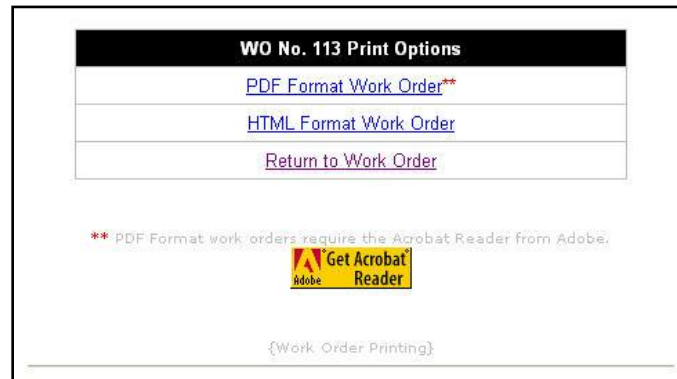 WO No. 113 Print Options
PDF Format Work Order**
HTML Format Work Order
Return to Work Order
** PDF Format work orders require the Acrobat Reader from Adobe.
Get Acrobat
Adobe Reader
{Work Order Printing}